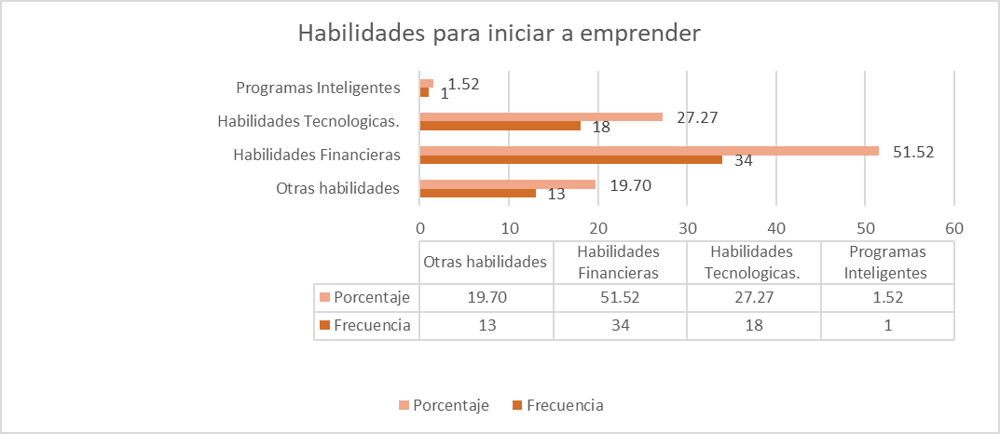 Habilidades para iniciar a emprender
Programas Inteligentes
1.52
1
Habilidades Tecnologicas.
27.27
18
Habilidades Financieras
51.52
34
Otras habilidades
19.70
13
0 10 20 30 40 50 60
Otras habilidades
Habilidades
Financieras
Habilidades
Tecnologicas.
Programas
Inteligentes
Porcentaje 19.70 51.52 27.27 1.52
Frecuencia 13 34 18 1
Porcentaje Frecuencia